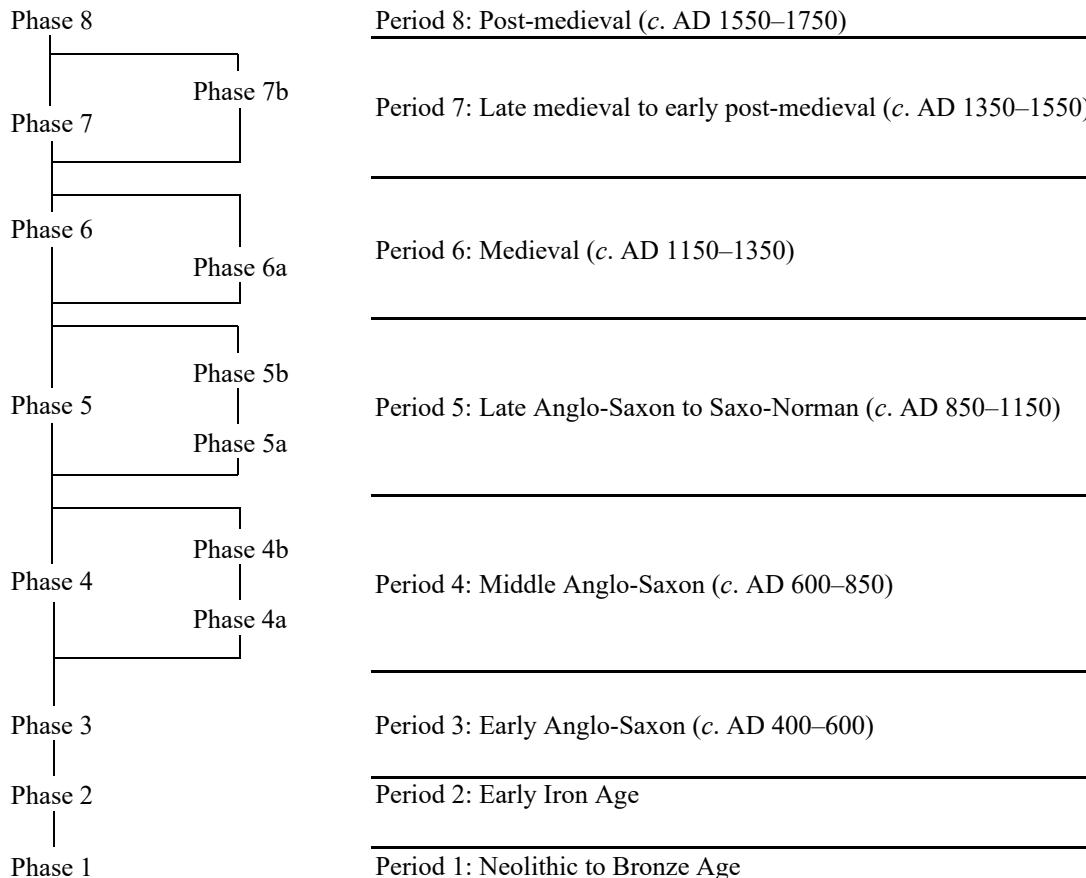 Phase 8 Period 8: Post-medieval (c. AD 1550–1750)
Phase 7b
Period 7: Late medieval to early post-medieval (c. AD 1350–1550)
Phase 7
Phase 6
Period 6: Medieval (c. AD 1150–1350)
Phase 6a
Phase 5b
Phase 5 Period 5: Late Anglo-Saxon to Saxo-Norman (c. AD 850–1150)
Phase 5a
Phase 4b
Phase 4 Period 4: Middle Anglo-Saxon (c. AD 600–850)
Phase 4a
Phase 3 Period 3: Early Anglo-Saxon (c. AD 400–600)
Phase 2 Period 2: Early Iron Age
Phase 1 Period 1: Neolithic to Bronze Age